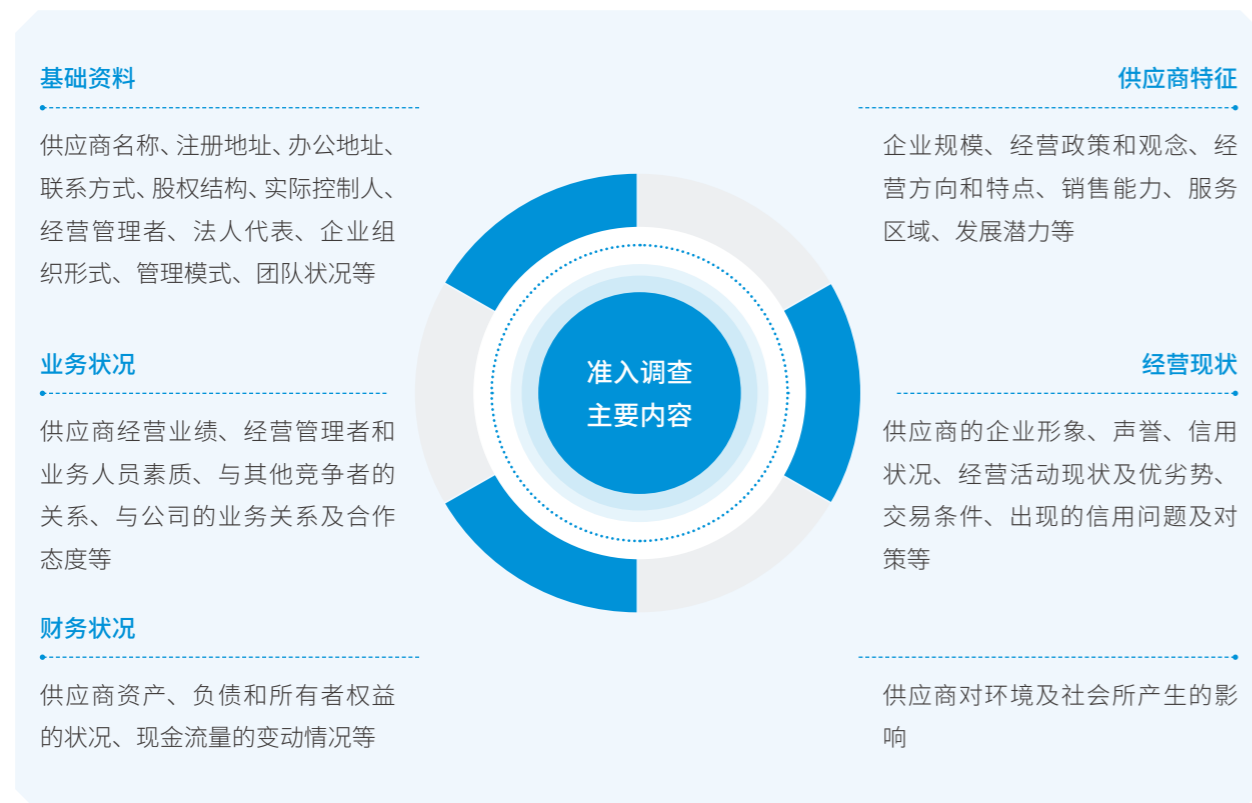 基础资料
供应商名称、注册地址、办公地址、
联系方式、股权结构、实际控制人、
经营管理者、法人代表、企业组
织形式、管理模式、团队状况等
业务状况
供应商经营业绩、经营管理者和
业务人员素质、与其他竞争者的
关系、与公司的业务关系及合作
态度等
财务状况
供应商资产、负债和所有者权益
的状况、现金流量的变动情况等
准入调查
主要内容
供应商特征
企业规模、经营政策和观念、经
营方向和特点、销售能力、服务
区域、发展潜力等
经营现状
供应商的企业形象、声誉、信用
状况、经营活动现状及优劣势、
交易条件、出现的信用问题及对
策等
供应商对环境及社会所产生的影
响